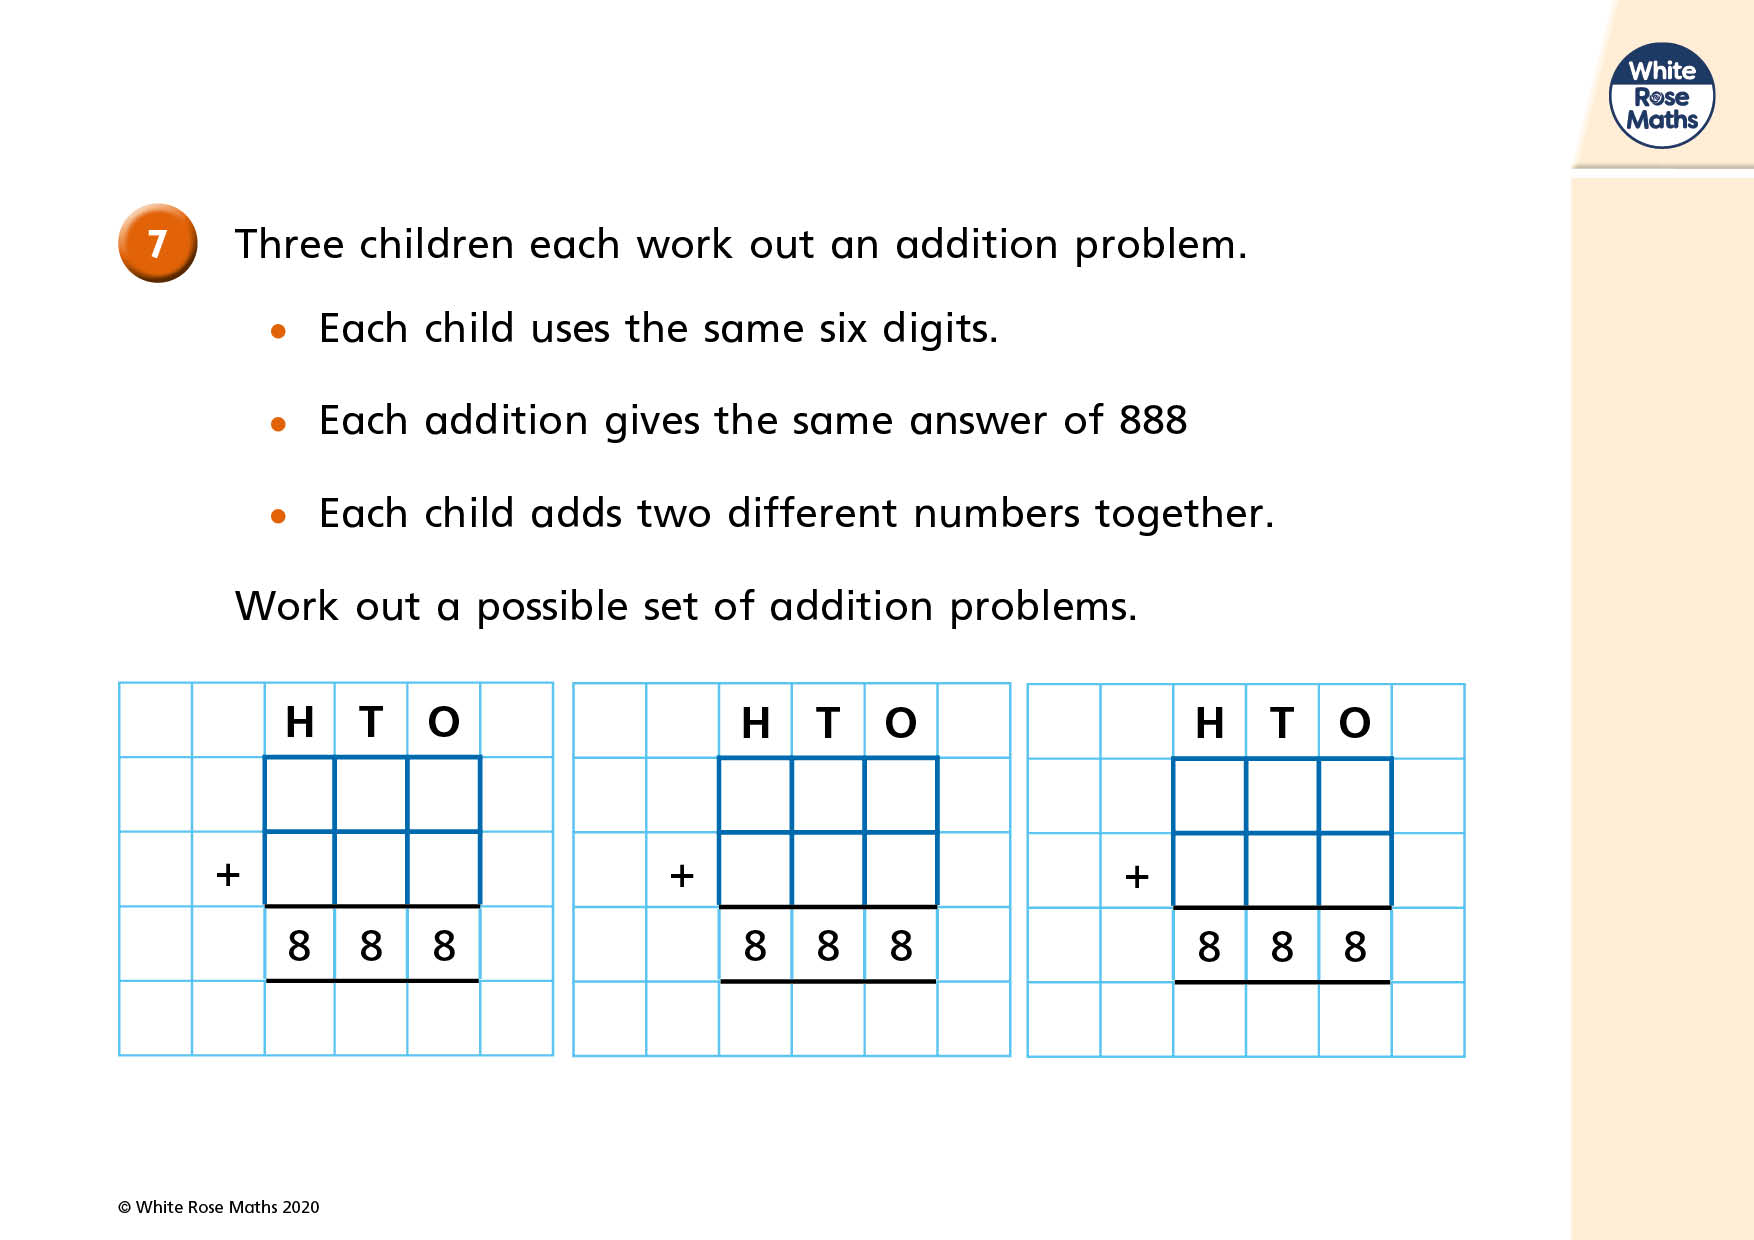 White
Rose
Maths
7 Three children each work out an addition problem.
• Each child uses the same six digits.
• Each addition gives the same answer of 888
• Each child adds two different numbers together.
Work out a possible set of addition problems.
H T O H T O H T O
+ + +
8 8 8 8 8 8 8 8 8
© White Rose Maths 2020